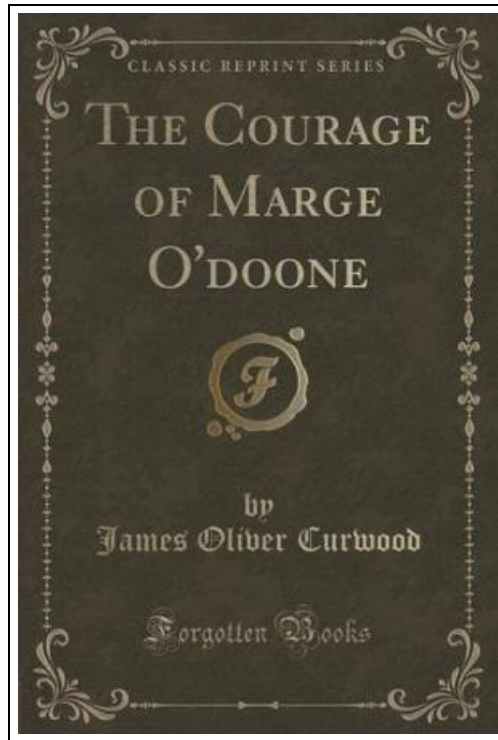 CLASSIC REPRINT SERIES
THE COURAGE
OF MARGE
O'DOONE
F
by
James Oliver Curwood
Forgotten Books